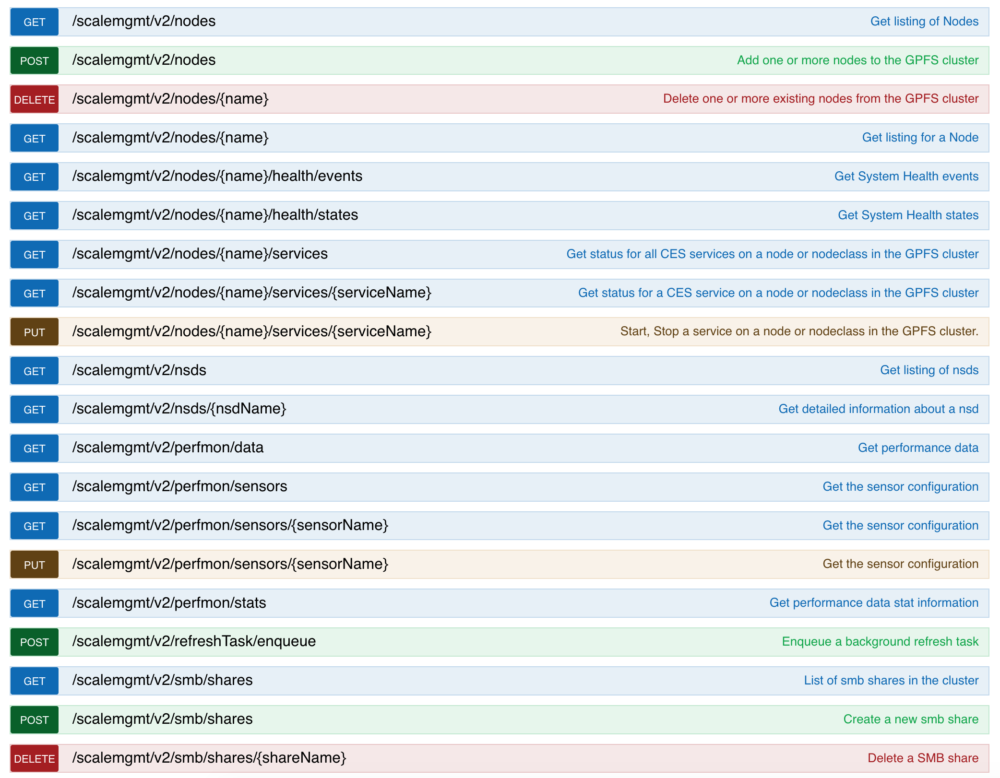 GET /scalemgmt/v2/nodes Get listing of Nodes
POST /scalemgmt/v2/nodes Add one or more nodes to the GPFS cluster
DELETE /scalemgmt/v2/nodes/{name} Delete one or more existing nodes from the GPFS cluster
GET /scalemgmt/v2/nodes/{name} Get listing for a Node
GET /scalemgmt/v2/nodes/{name}/health/events Get System Health events
GET /scalemgmt/v2/nodes/{name}/health/states Get System Health states
GET /scalemgmt/v2/nodes/{name}/services Get status for all CES services on a node or nodeclass in the GPFS cluster
GET /scalemgmt/v2/nodes/{name}/services/{serviceName} Get status for a CES service on a node or nodeclass in the GPFS cluster
PUT /scalemgmt/v2/nodes/{name}/services/{serviceName} Start, Stop a service on a node or nodeclass in the GPFS cluster.
GET /scalemgmt/v2/nsds Get listing of nsds
GET /scalemgmt/v2/nsds/{nsdName} Get detailed information about a nsd
GET /scalemgmt/v2/perfmon/data Get performance data
GET /scalemgmt/v2/perfmon/sensors Get the sensor configuration
GET /scalemgmt/v2/perfmon/sensors/{sensorName} Get the sensor configuration
PUT /scalemgmt/v2/perfmon/sensors/{sensorName} Get the sensor configuration
GET /scalemgmt/v2/perfmon/stats Get performance data stat information
POST /scalemgmt/v2/refreshTask/enqueue Enqueue a background refresh task
GET /scalemgmt/v2/smb/shares List of smb shares in the cluster
POST /scalemgmt/v2/smb/shares Create a new smb share
DELETE /scalemgmt/v2/smb/shares/{shareName} Delete a SMB share